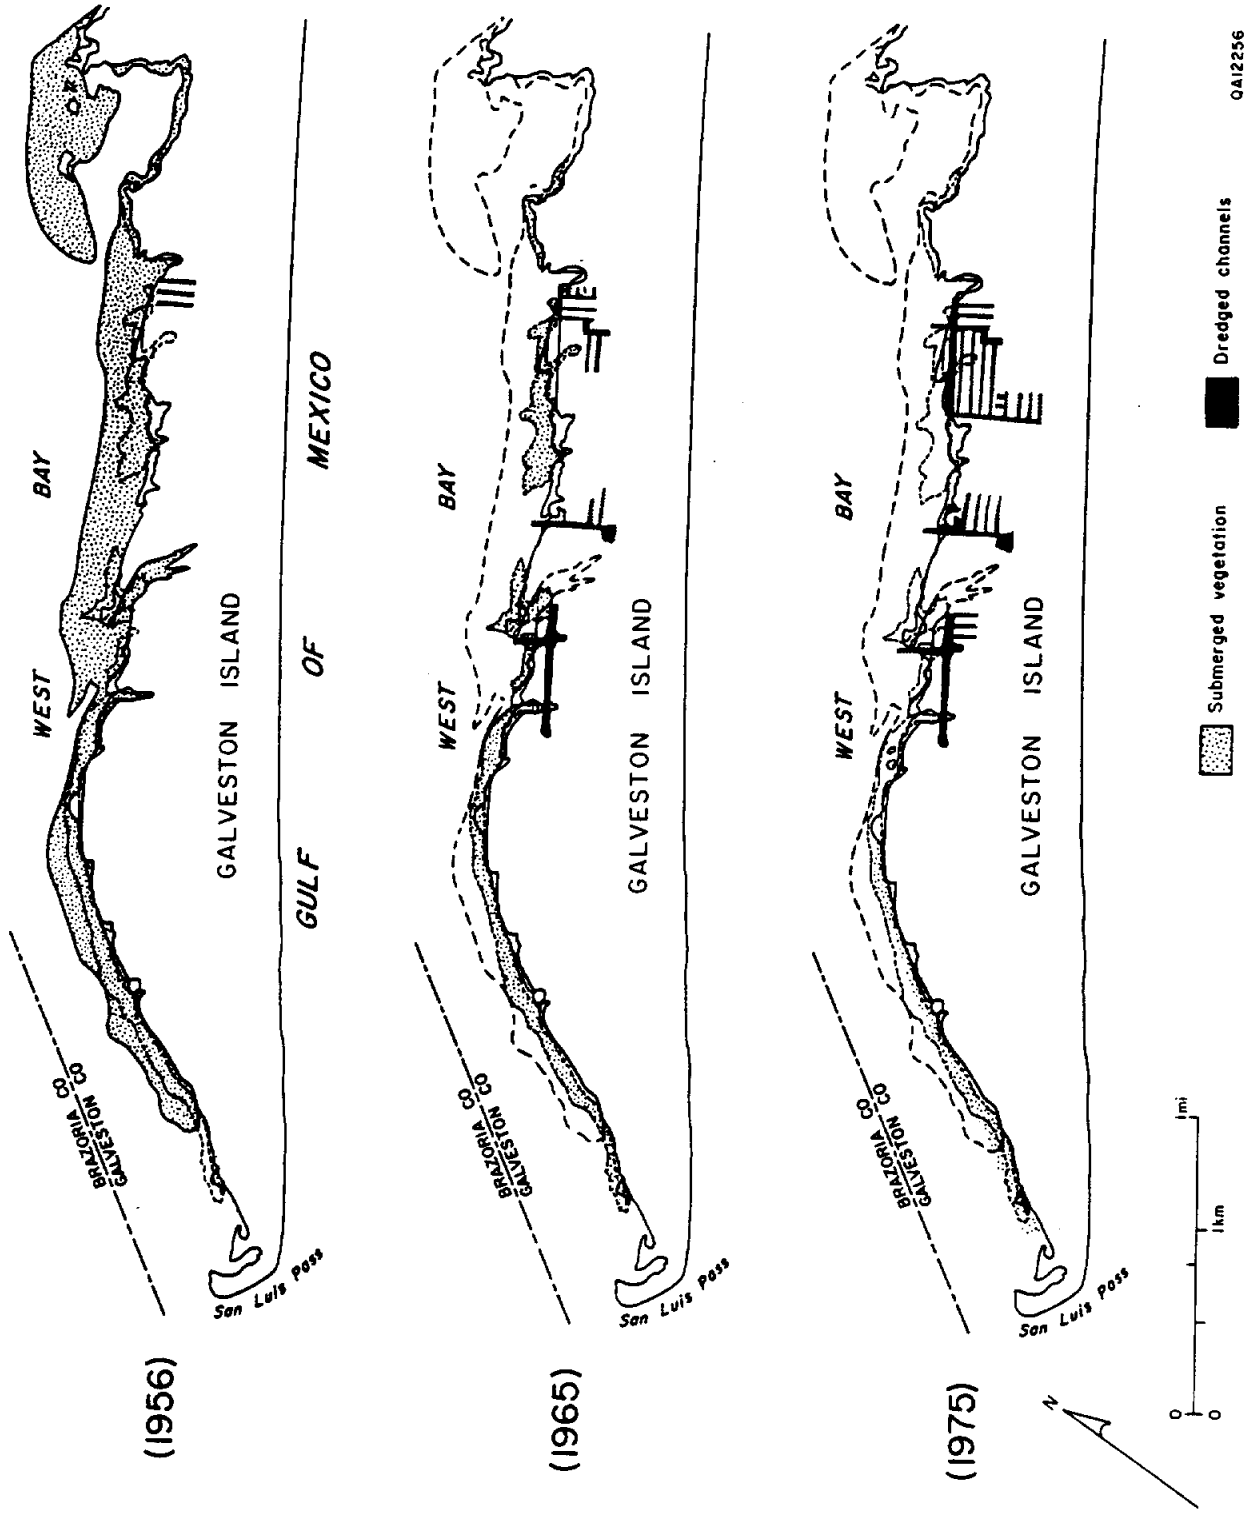 (1956)
BRAZORIA CO
GALVESTON CO
San Luis Pass
WEST BAY
GALVESTON ISLAND
GULF OF MEXICO
(1965)
BRAZORIA CO
GALVESTON CO
San Luis Pass
WEST BAY
GALVESTON ISLAND
(1975)
BRAZORIA CO
GALVESTON CO
San Luis Pass
WEST BAY
GALVESTON ISLAND
N
0 1mi
0 1km
Submerged vegetation
Dredged channels
QA12256